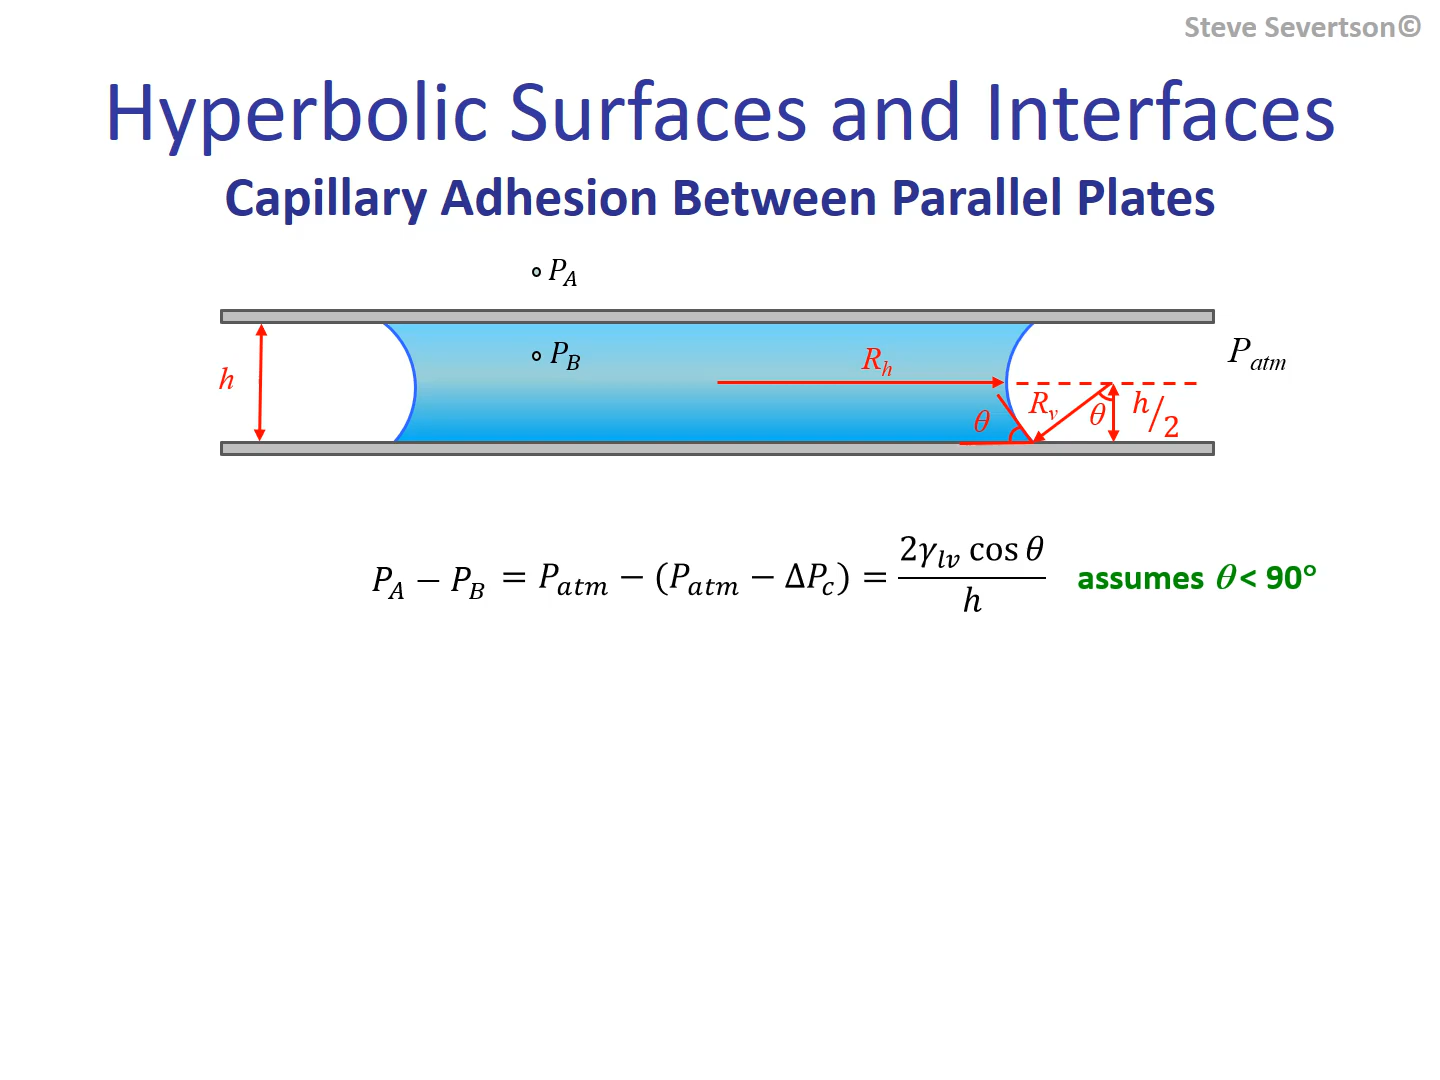 Steve Severtson©
Hyperbolic Surfaces and Interfaces
Capillary Adhesion Between Parallel Plates
P_A
P_B
R_h
P_atm
h
θ
R_v
θ
h/2
P_A − P_B = P_atm − (P_atm − ΔP_c) = 2γ_lv cos θ / h assumes θ < 90°